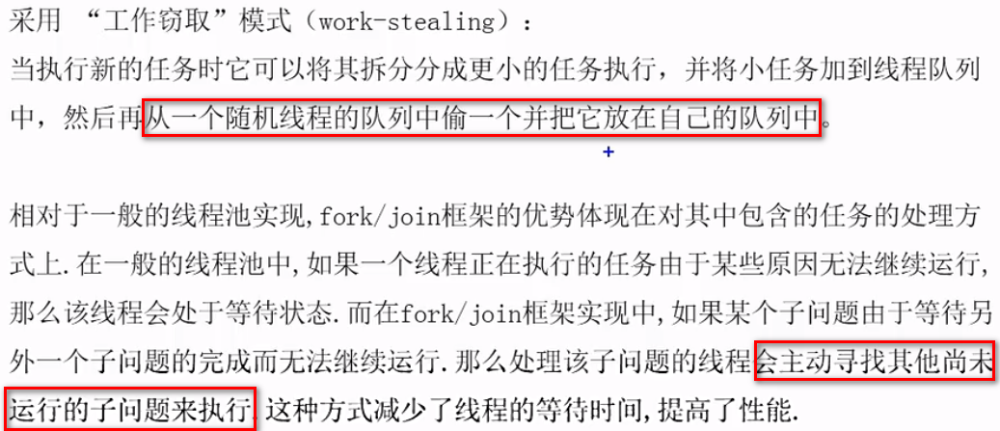 采用 “工作窃取”模式（work-stealing）:
当执行新的任务时它可以将其拆分分成更小的任务执行，并将小任务加到线程队列
中，然后再从一个随机线程的队列中偷一个并把它放在自己的队列中。
相对于一般的线程池实现,fork/join框架的优势体现在对其中包含的任务的处理方
式上.在一般的线程池中,如果一个线程正在执行的任务由于某些原因无法继续运行,
那么该线程会处于等待状态.而在fork/join框架实现中,如果某个子问题由于等待另
外一个子问题的完成而无法继续运行.那么处理该子问题的线程会主动寻找其他尚未
运行的子问题来执行.这种方式减少了线程的等待时间,提高了性能.